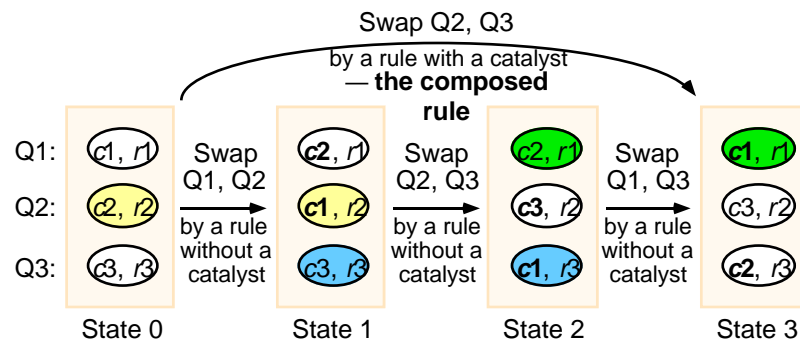 Swap Q2, Q3
by a rule with a catalyst
— the composed
rule
Q1: c1, r1 c2, r1 c2, r1 c1, r1
Swap Swap Swap
Q1, Q2 Q2, Q3 Q1, Q3
Q2: c2, r2 c1, r2 c3, r2 c3, r2
by a rule by a rule by a rule
without a without a without a
catalyst catalyst catalyst
Q3: c3, r3 c3, r3 c1, r3 c2, r3
State 0 State 1 State 2 State 3